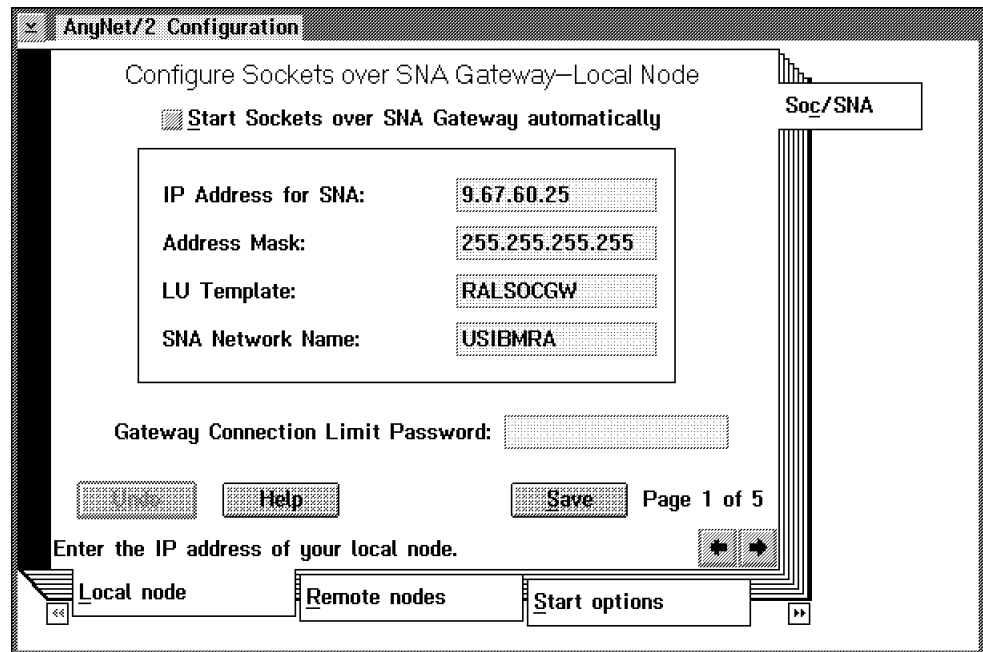 AnyNet/2 Configuration
Configure Sockets over SNA Gateway—Local Node
Soc/SNA
Start Sockets over SNA Gateway automatically
IP Address for SNA: 9.67.60.25
Address Mask: 255.255.255.255
LU Template: RALSOCGW
SNA Network Name: USIBMRA
Gateway Connection Limit Password:
Undo Help Save Page 1 of 5
Enter the IP address of your local node.
Local node Remote nodes Start options